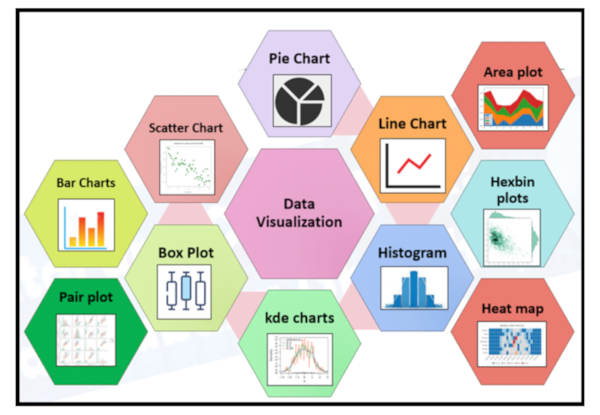 Pie Chart
Area plot
Scatter Chart
Line Chart
Bar Charts
Data
Visualization
Hexbin
plots
Box Plot
Histogram
Pair plot
kde charts
Heat map